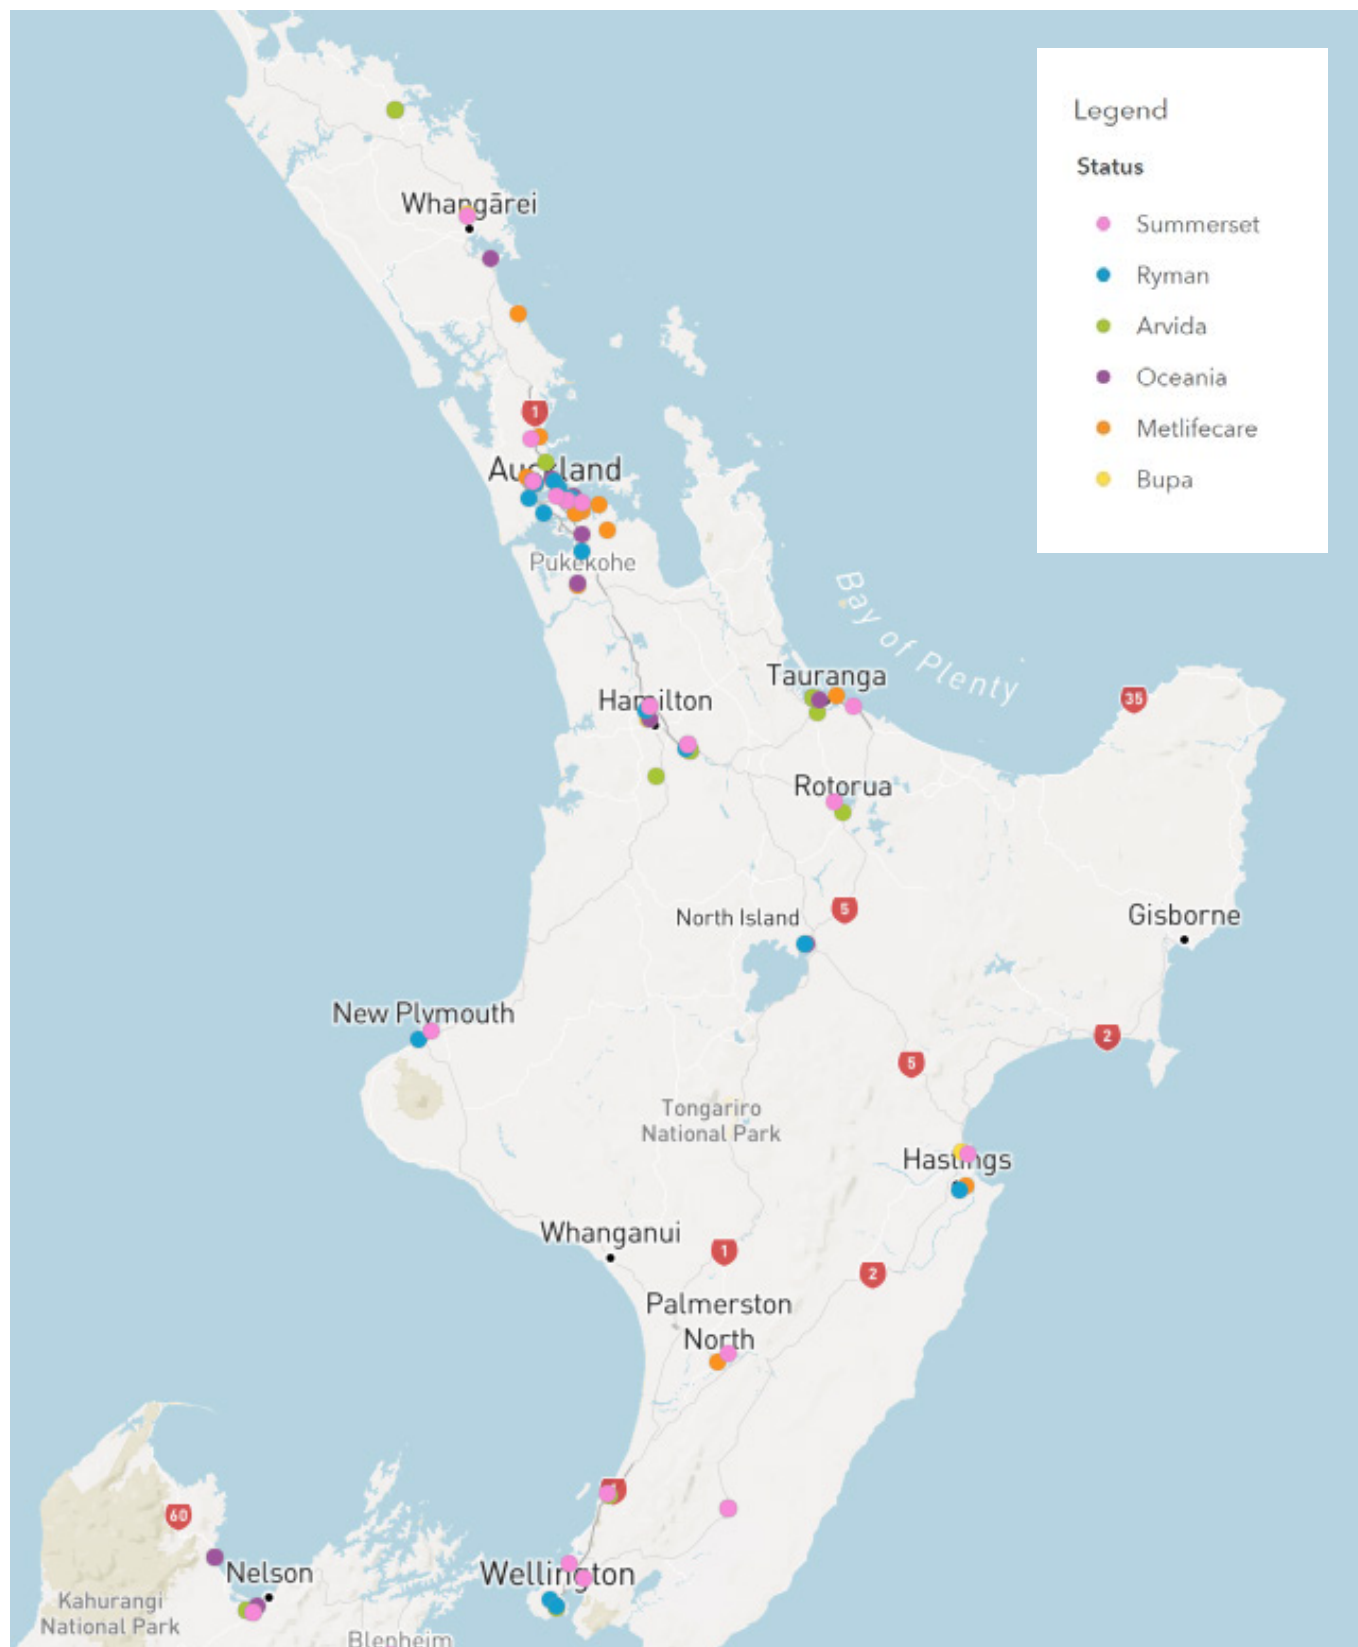 Legend
Status
Summerset
Ryman
Arvida
Oceania
Metlifecare
Bupa
Whangārei
1
Auckland
Pukekohe
Bay of Plenty
Tauranga
35
Hamilton
Rotorua
5
North Island
Gisborne
New Plymouth
2
5
Tongariro
National Park
Hastings
Whanganui
1
2
Palmerston
North
1
60
Nelson
Wellington
Kahurangi
National Park
Blenheim